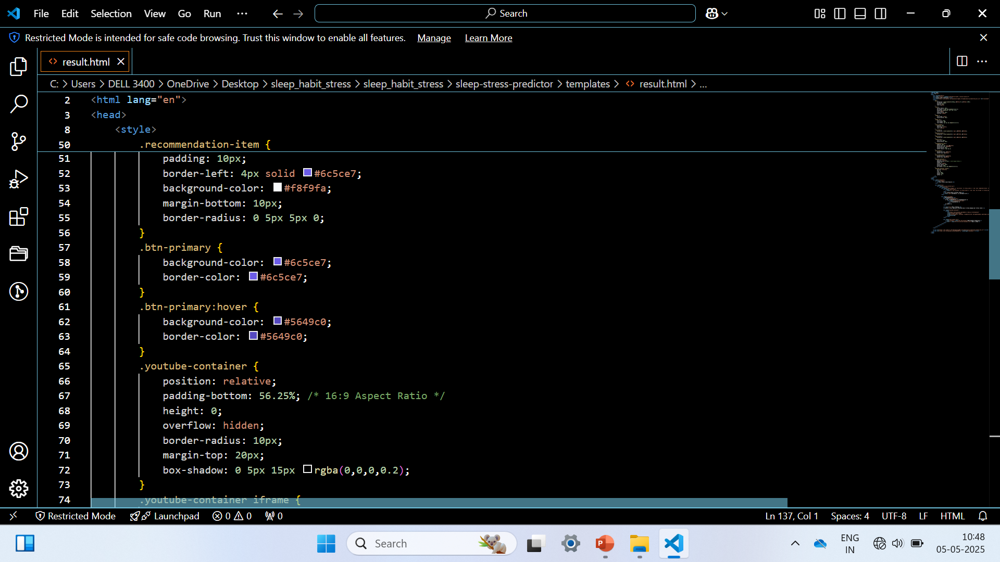 File Edit Selection View Go Run ··· Search
Restricted Mode is intended for safe code browsing. Trust this window to enable all features. Manage Learn More
result.html
C: > Users > DELL 3400 > OneDrive > Desktop > sleep_habit_stress > sleep_habit_stress > sleep-stress-predictor > templates > <> result.html > ...
2 <html lang="en">
3 <head>
8 <style>
50 .recommendation-item {
51 padding: 10px;
52 border-left: 4px solid #6c5ce7;
53 background-color: #f8f9fa;
54 margin-bottom: 10px;
55 border-radius: 0 5px 5px 0;
56 }
57 .btn-primary {
58 background-color: #6c5ce7;
59 border-color: #6c5ce7;
60 }
61 .btn-primary:hover {
62 background-color: #5649c0;
63 border-color: #5649c0;
64 }
65 .youtube-container {
66 position: relative;
67 padding-bottom: 56.25%; /* 16:9 Aspect Ratio */
68 height: 0;
69 overflow: hidden;
70 border-radius: 10px;
71 margin-top: 20px;
72 box-shadow: 0 5px 15px rgba(0,0,0,0.2);
73 }
74 .youtube-container iframe {
Restricted Mode Launchpad 0 0 0 Ln 137, Col 1 Spaces: 4 UTF-8 LF HTML
Search ENG 10:48
IN 05-05-2025